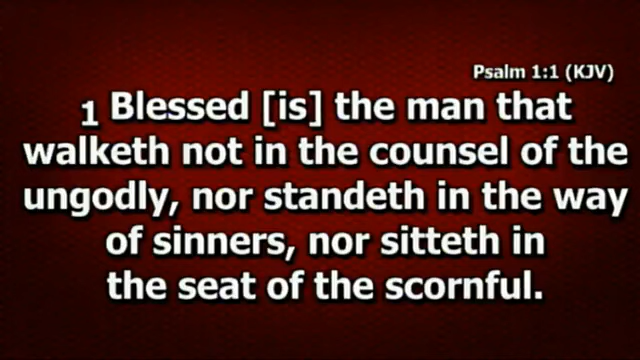 Psalm 1:1 (KJV)
1 Blessed [is] the man that
walketh not in the counsel of the
ungodly, nor standeth in the way
of sinners, nor sitteth in
the seat of the scornful.